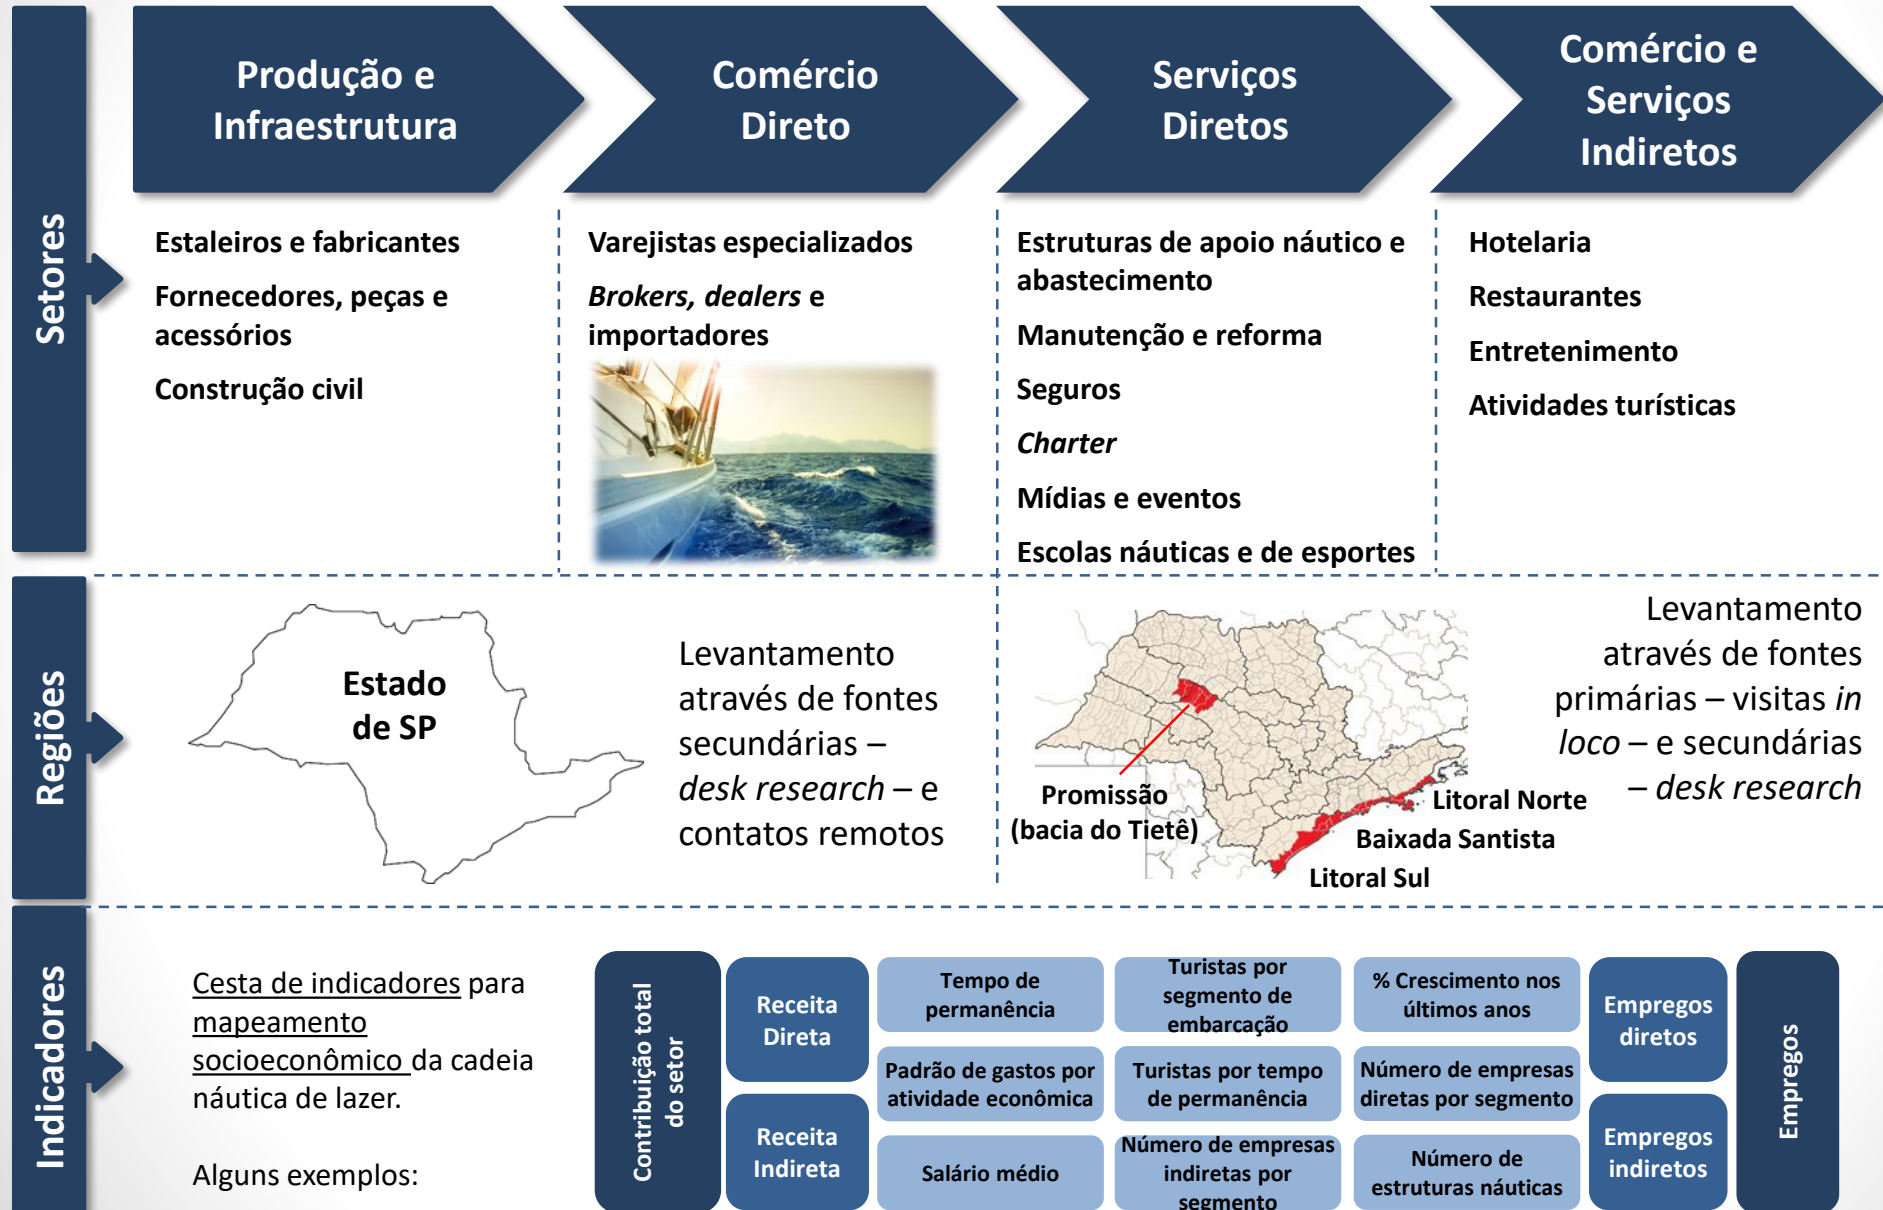 Setores
Produção e
Infraestrutura
Comércio
Direto
Serviços
Diretos
Comércio e
Serviços
Indiretos
Estaleiros e fabricantes
Fornecedores, peças e
acessórios
Construção civil
Varejistas especializados
Brokers, dealers e
importadores
Estruturas de apoio náutico e
abastecimento
Manutenção e reforma
Seguros
Charter
Mídias e eventos
Escolas náuticas e de esportes
Hotelaria
Restaurantes
Entretenimento
Atividades turísticas
Regiões
Estado
de SP
Levantamento
através de fontes
secundárias –
desk research – e
contatos remotos
Promissão
(bacia do Tietê)
Litoral Norte
Baixada Santista
Litoral Sul
Levantamento
através de fontes
primárias – visitas in
loco – e secundárias
– desk research
Indicadores
Cesta de indicadores para
mapeamento
socioeconômico da cadeia
náutica de lazer.
Alguns exemplos:
Contribuição total
do setor
Receita
Direta
Receita
Indireta
Tempo de
permanência
Turistas por
segmento de
embarcação
% Crescimento nos
últimos anos
Padrão de gastos por
atividade econômica
Turistas por tempo
de permanência
Número de empresas
diretas por segmento
Salário médio
Número de empresas
indiretas por
segmento
Número de
estruturas náuticas
Empregos
diretos
Empregos
indiretos
Empregos